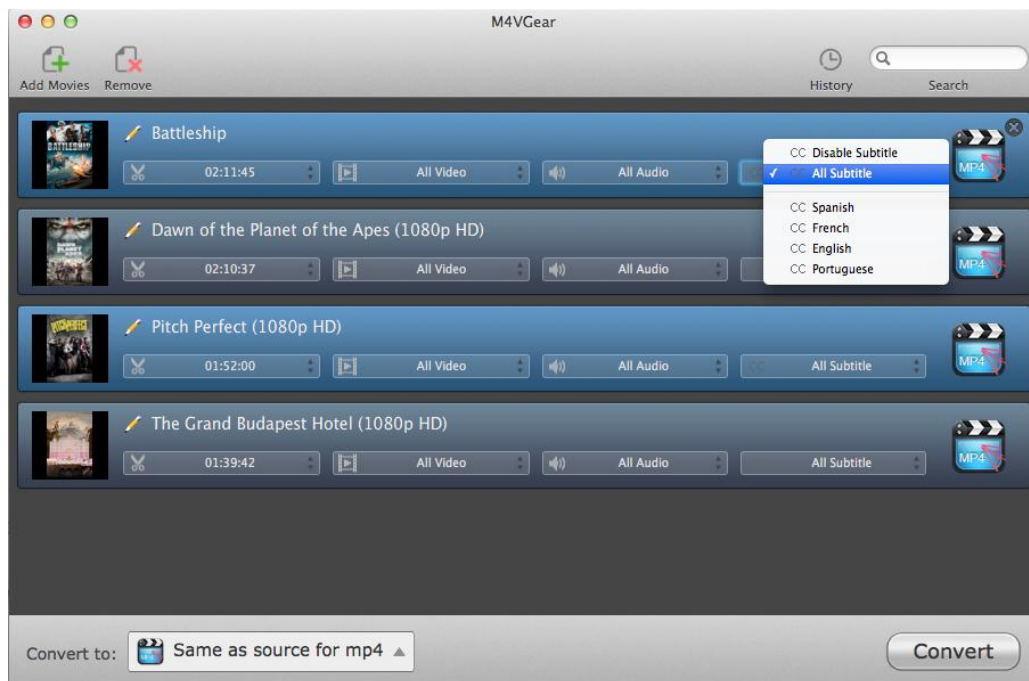 M4VGear
Add Movies
Remove
History
Search
Battleship
BATTLESHIP
02:11:45
All Video
All Audio
CC Disable Subtitle
✓ CC All Subtitle
CC Spanish
CC French
CC English
CC Portuguese
MP4
Dawn of the Planet of the Apes (1080p HD)
02:10:37
All Video
All Audio
MP4
Pitch Perfect (1080p HD)
01:52:00
All Video
All Audio
CC All Subtitle
MP4
The Grand Budapest Hotel (1080p HD)
01:39:42
All Video
All Audio
All Subtitle
MP4
Convert to:
Same as source for mp4
Convert